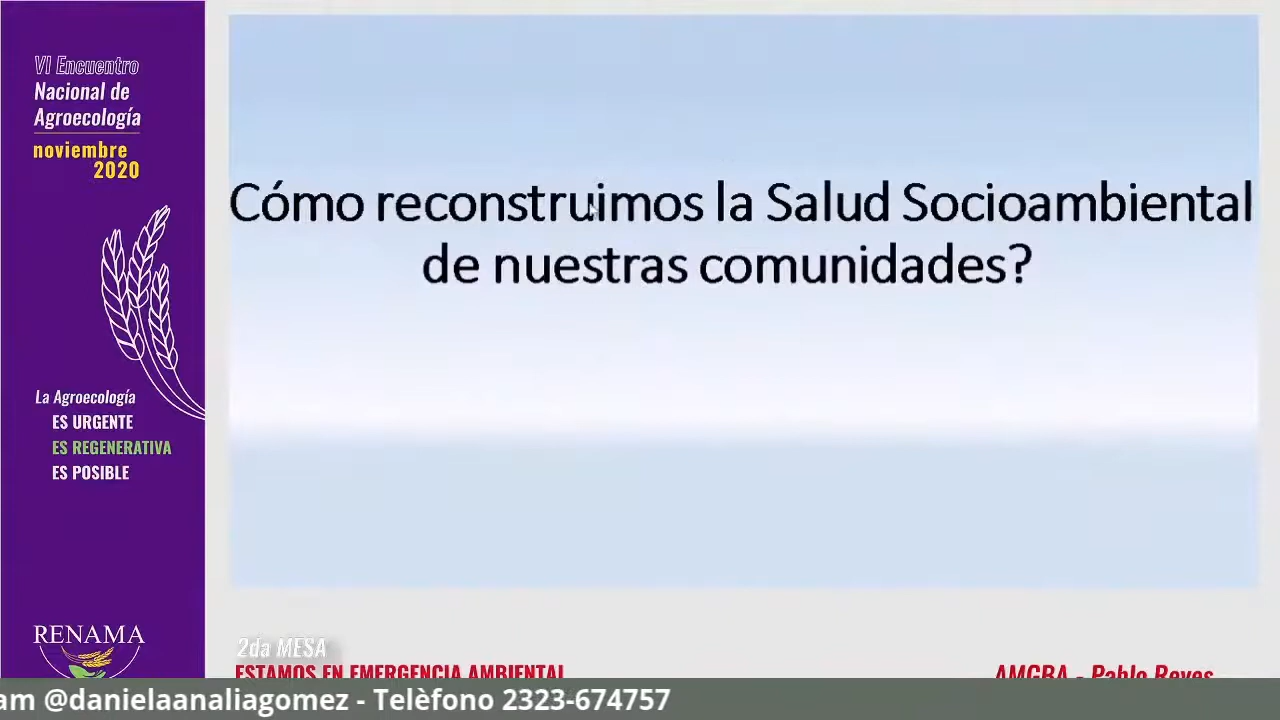 VI Encuentro
Nacional de
Agroecología
noviembre
2020
La Agroecología
ES URGENTE
ES REGENERATIVA
ES POSIBLE
RENAMA
Cómo reconstruimos la Salud Socioambiental
de nuestras comunidades?
2da MESA
ESTAMOS EN EMERGENCIA AMBIENTAL
AMGBA - Pablo Reyes
am @danielaanaliagomez - Telèfono 2323-674757